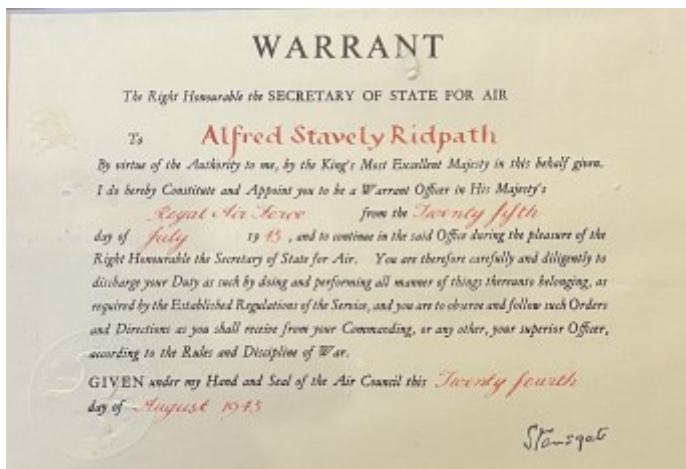 WARRANT
The Right Honourable the SECRETARY OF STATE FOR AIR
To Alfred Stavely Ridpath
By virtue of the Authority to me, by the King's Most Excellent Majesty in this behalf given.
I do hereby Constitute and Appoint you to be a Warrant Officer in His Majesty's
Royal Air Force from the Twenty fifth
day of July 1945, and to continue in the said Office during the pleasure of the
Right Honourable the Secretary of State for Air. You are therefore carefully and diligently to
discharge your Duty as such by doing and performing all manner of things thereunto belonging, as
required by the Established Regulations of the Service, and you are to observe and follow such Orders
and Directions as you shall receive from your Commanding, or any other, your superior Officer,
according to the Rules and Discipline of War.
GIVEN under my Hand and Seal of the Air Council this Twenty fourth
day of August 1945
Stansgate